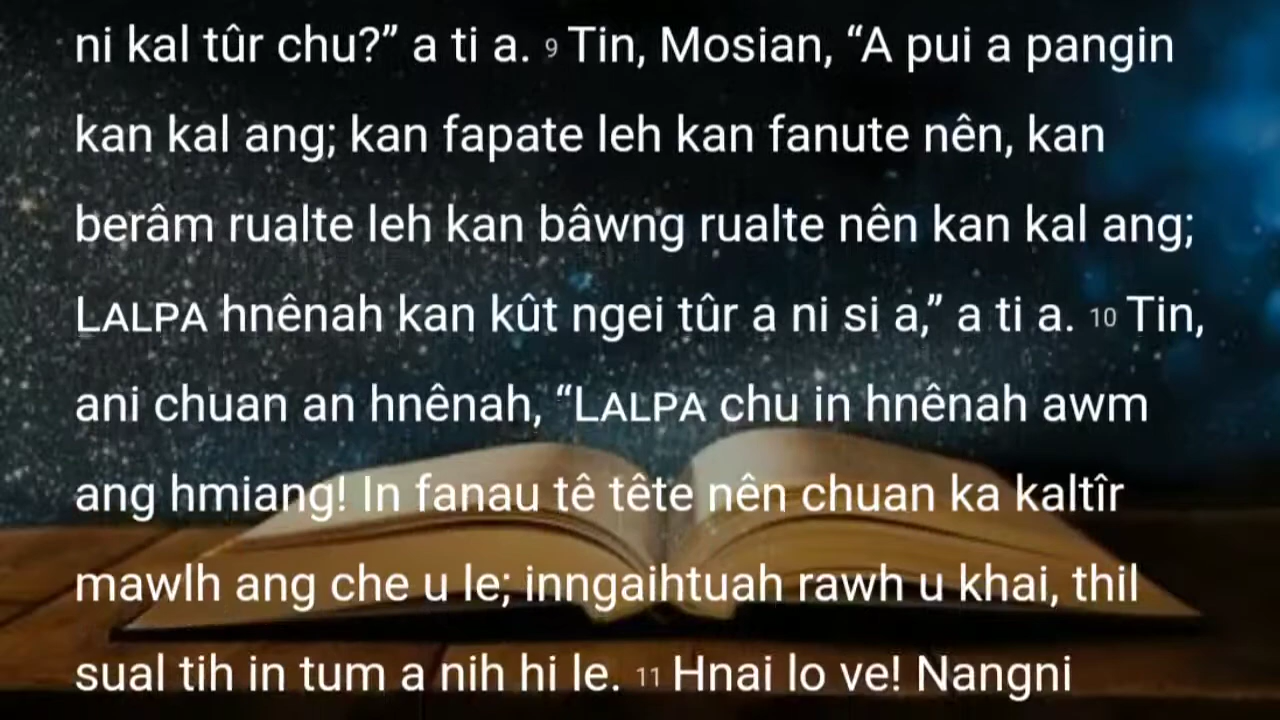 ni kal tûr chu?” a ti a. 9 Tin, Mosian, “A pui a pangin
kan kal ang; kan fapate leh kan fanute nên, kan
berâm rualte leh kan bâwng rualte nên kan kal ang;
LALPA hnênah kan kût ngei tûr a ni si a,” a ti a. 10 Tin,
ani chuan an hnênah, “LALPA chu in hnênah awm
ang hmiang! In fanau tê tête nên chuan ka kaltîr
mawlh ang che u le; inngaihtuah rawh u khai, thil
sual tih in tum a nih hi le. 11 Hnai lo ve! Nangni